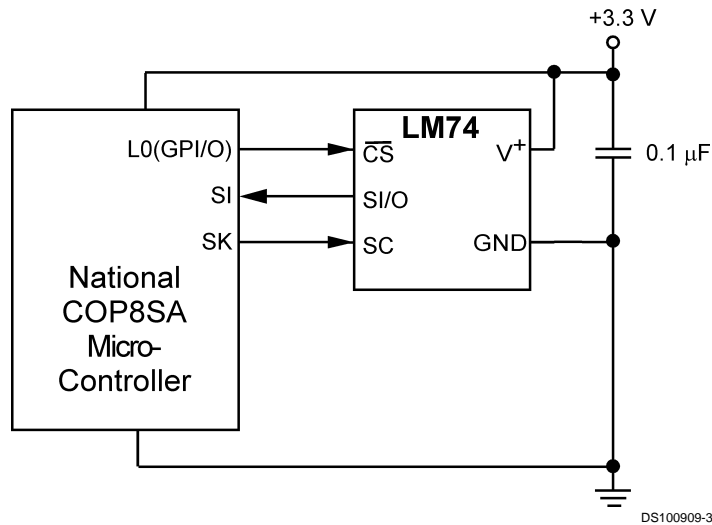 +3.3 V
LM74
L0(GPI/O)
CS
V+
0.1 µF
SI
SI/O
SK
SC
GND
National
COP8SA
Micro-
Controller
DS100909-3